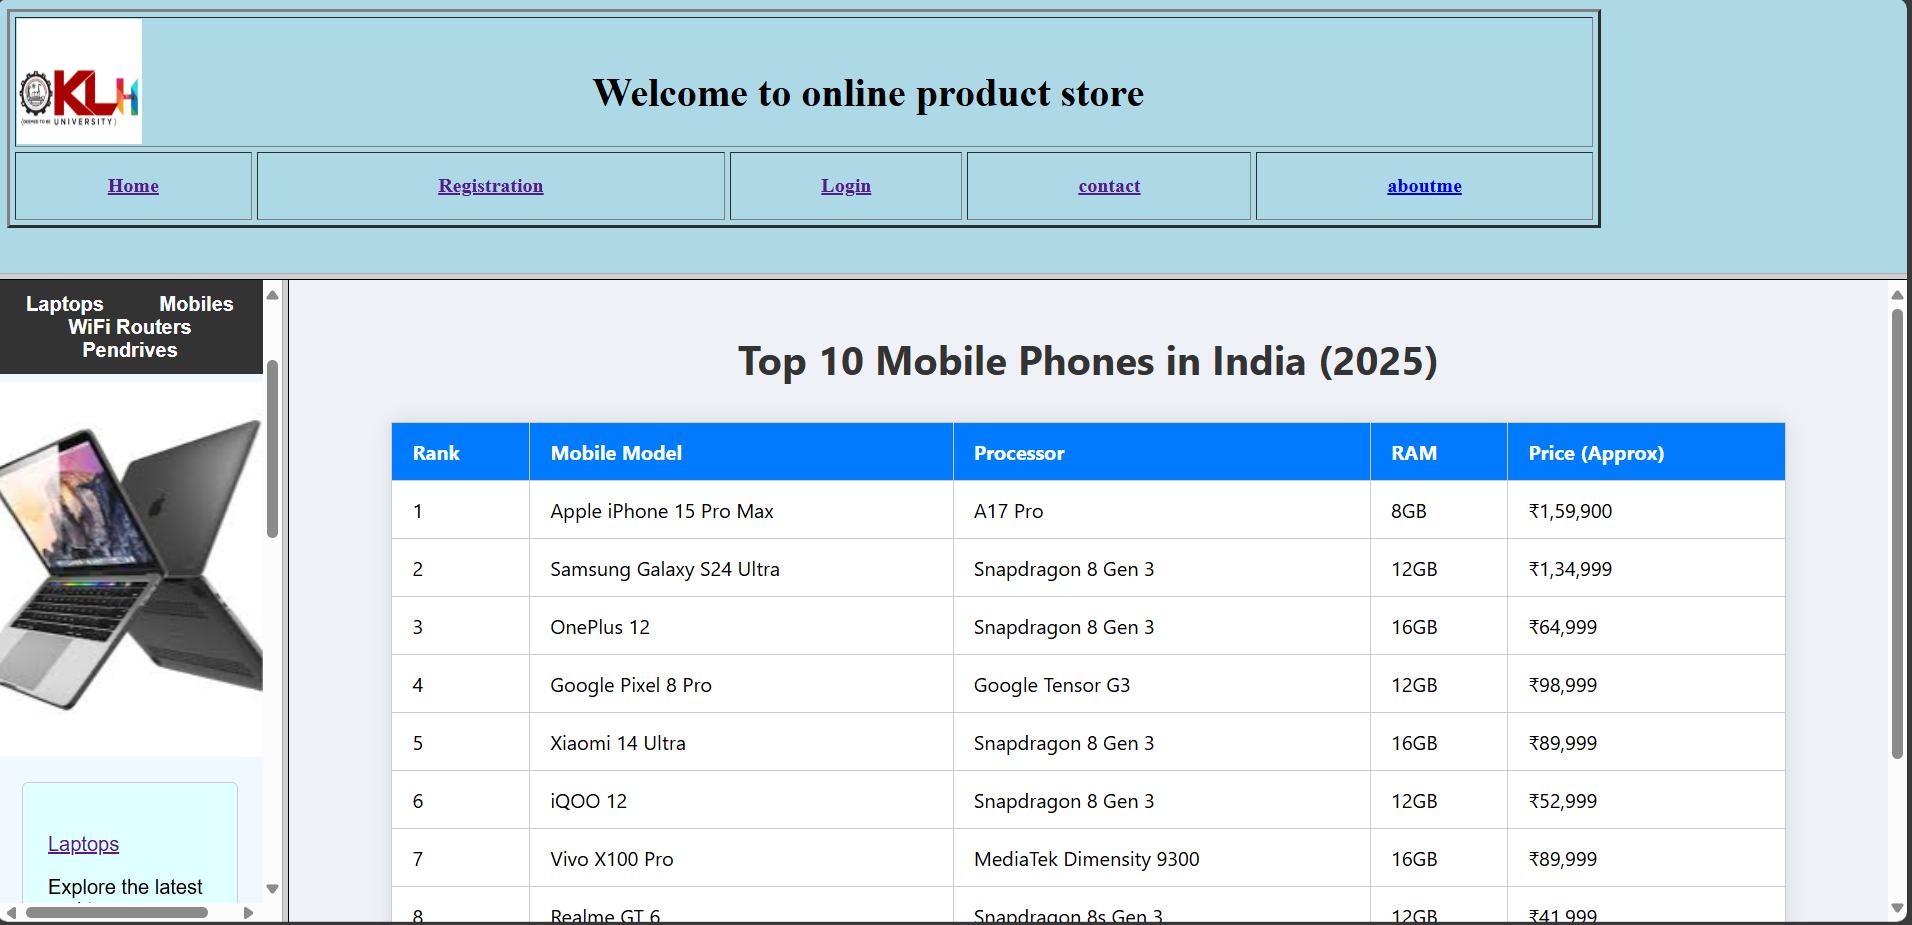 KLH
(DEEMED TO BE UNIVERSITY)
Welcome to online product store
Home Registration Login contact aboutme
Laptops Mobiles
WiFi Routers
Pendrives
Laptops
Explore the latest
Top 10 Mobile Phones in India (2025)
Rank Mobile Model Processor RAM Price (Approx)
1 Apple iPhone 15 Pro Max A17 Pro 8GB ₹1,59,900
2 Samsung Galaxy S24 Ultra Snapdragon 8 Gen 3 12GB ₹1,34,999
3 OnePlus 12 Snapdragon 8 Gen 3 16GB ₹64,999
4 Google Pixel 8 Pro Google Tensor G3 12GB ₹98,999
5 Xiaomi 14 Ultra Snapdragon 8 Gen 3 16GB ₹89,999
6 iQOO 12 Snapdragon 8 Gen 3 12GB ₹52,999
7 Vivo X100 Pro MediaTek Dimensity 9300 16GB ₹89,999
8 Realme GT 6 Snapdragon 8s Gen 3 12GB ₹41,999